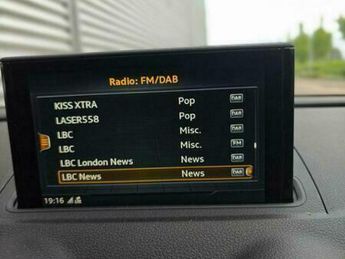 Radio: FM/DAB
KISS XTRA Pop DAB
LASER558 Pop DAB
LBC Misc. DAB
LBC Misc. FM
LBC London News News DAB
LBC News News DAB
19:16